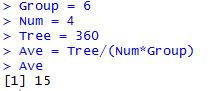 > Group = 6
> Num = 4
> Tree = 360
> Ave = Tree/(Num*Group)
> Ave
[1] 15